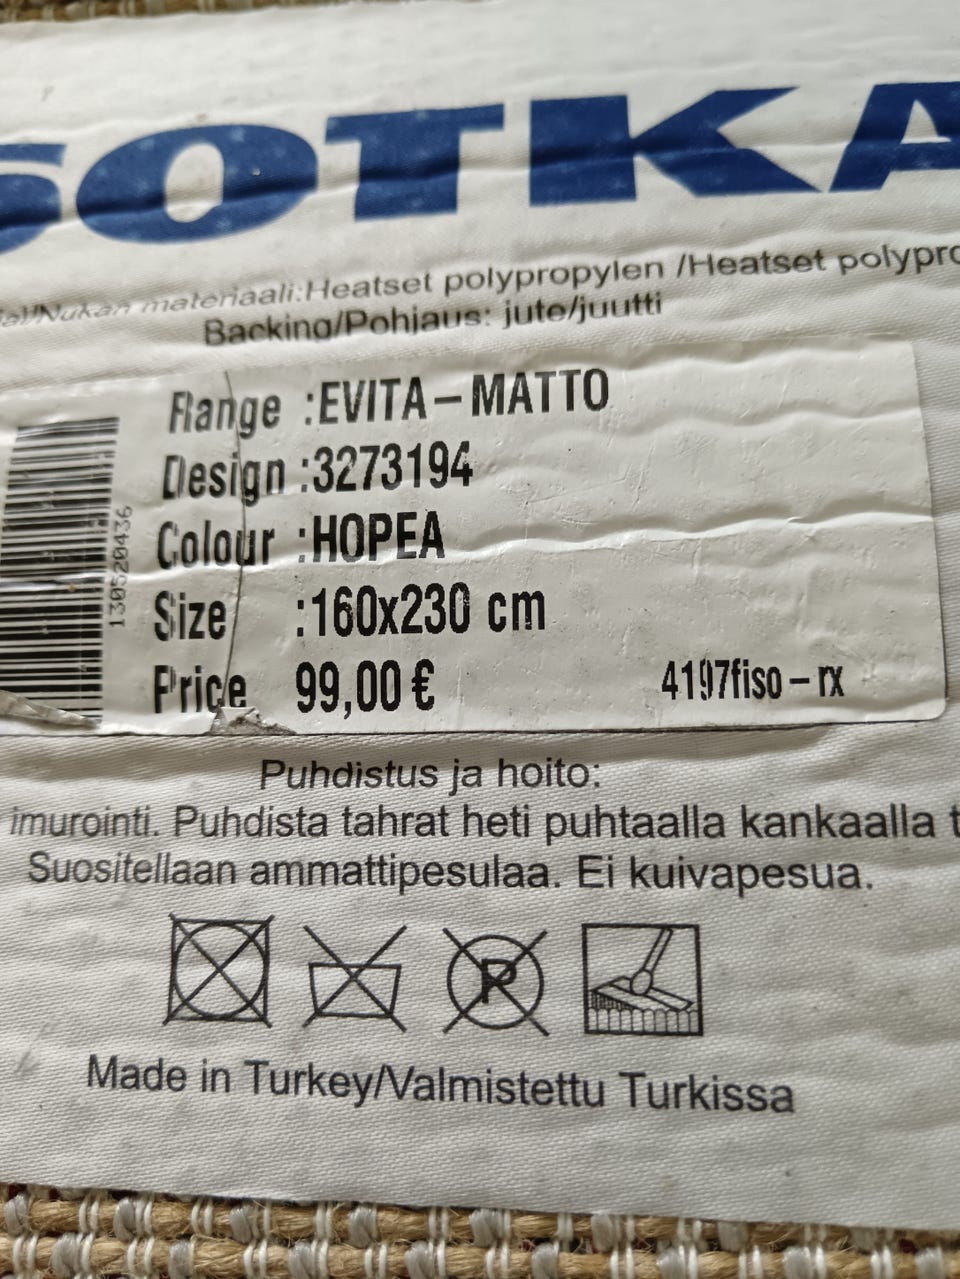 SOTKA
materiaali:Heatset polypropylen /Heatset
Backing/Pohjaus: jute/juutti
Range :EVITA-MATTO
Design :3273194
Colour :HOPEA
Size :160x230 cm
Price 99,00 €
4197fiso-rx
130520436
Puhdistus ja hoito:
imurointi. Puhdista tahrat heti puhtaalla kankaalla
Suositellaan ammattipesulaa. Ei kuivapesua.
P
Made in Turkey/Valmistettu Turkissa